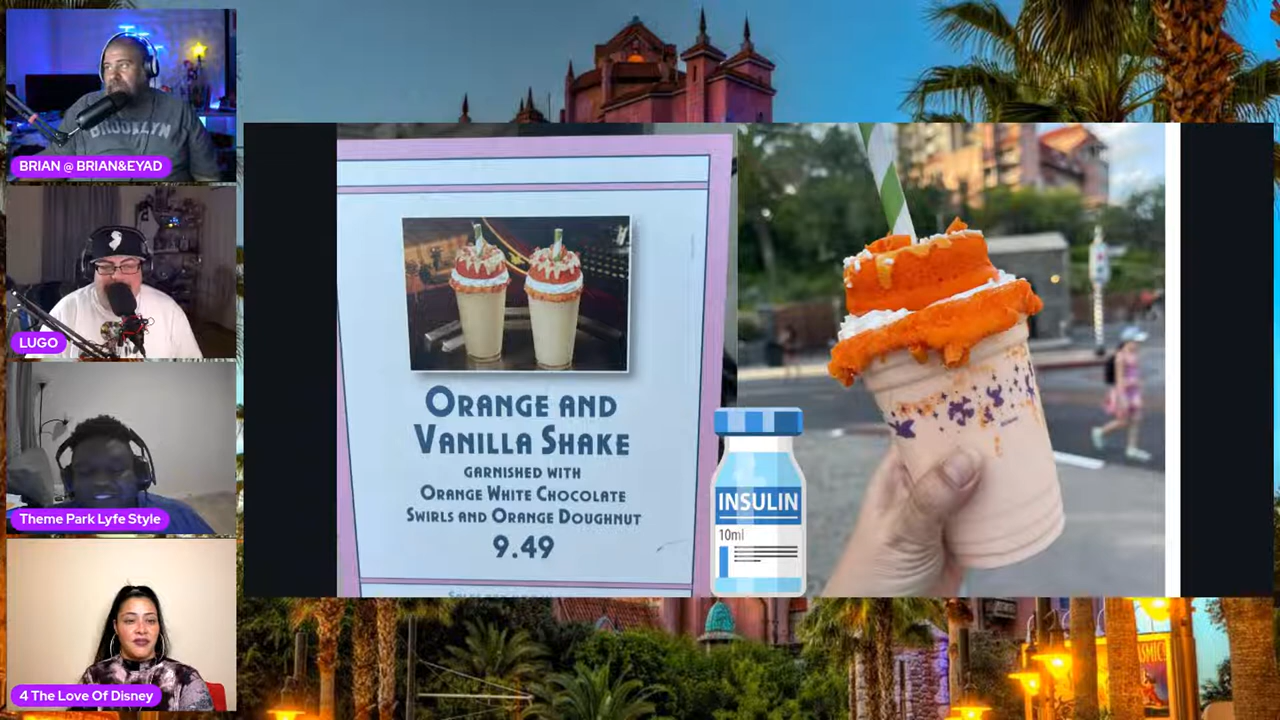 BROOKLYN
BRIAN @ BRIAN&EYAD
LUGO
Theme Park Lyfe Style
4 The Love Of Disney
ORANGE AND
VANILLA SHAKE
GARNISHED WITH
ORANGE WHITE CHOCOLATE
SWIRLS AND ORANGE DOUGHNUT
9.49
INSULIN
10ml